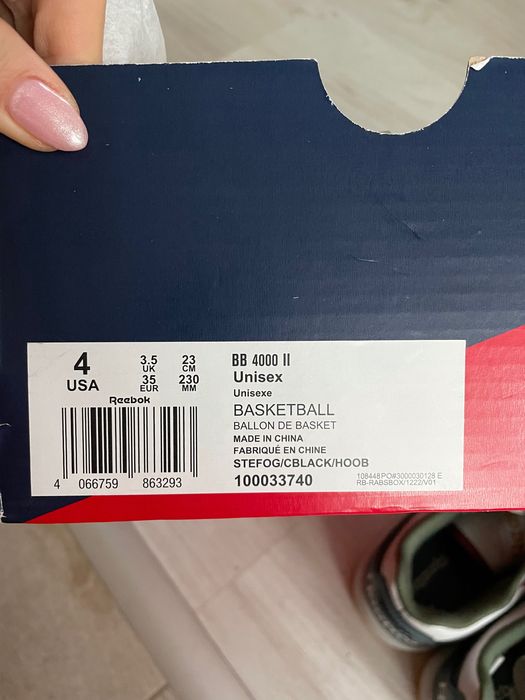 4
USA
3.5
UK
35
EUR
23
CM
230
MM
Reebok
4 066759 863293
BB 4000 II
Unisex
Unisexe
BASKETBALL
BALLON DE BASKET
MADE IN CHINA
FABRIQUÉ EN CHINE
STEFOG/CBLACK/HOOB
100033740
108448PO#3000030128 E
RB-RABSBOX/1222/V01